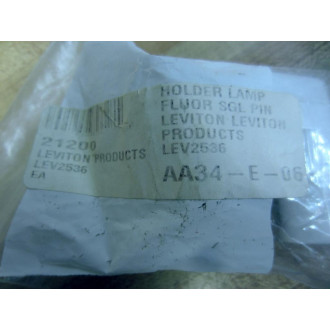 HOLDER LAMP
FLUOR SGL PIN
LEVITON LEVITON
PRODUCTS
LEV2536
AA34-E-06
21200
LEVITON PRODUCTS
LEV2536
EA